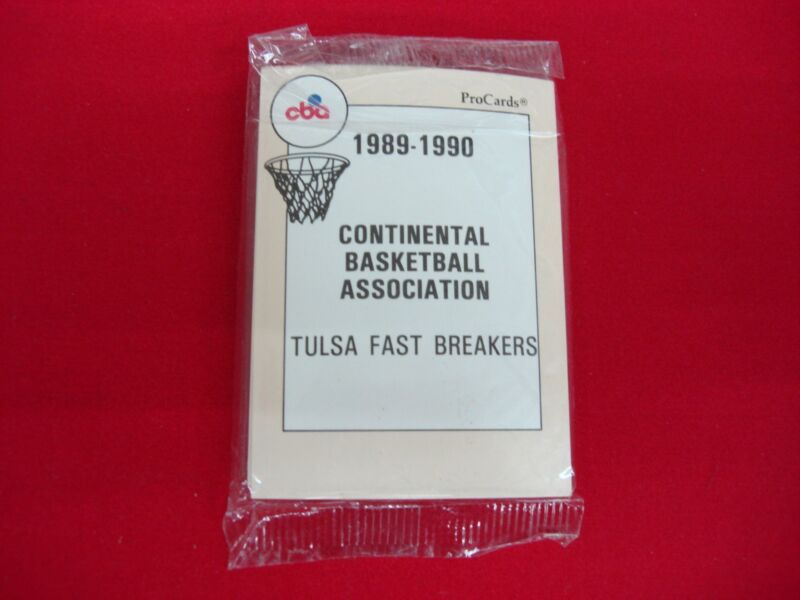 cba
ProCards®
1989-1990
CONTINENTAL
BASKETBALL
ASSOCIATION
TULSA FAST BREAKERS